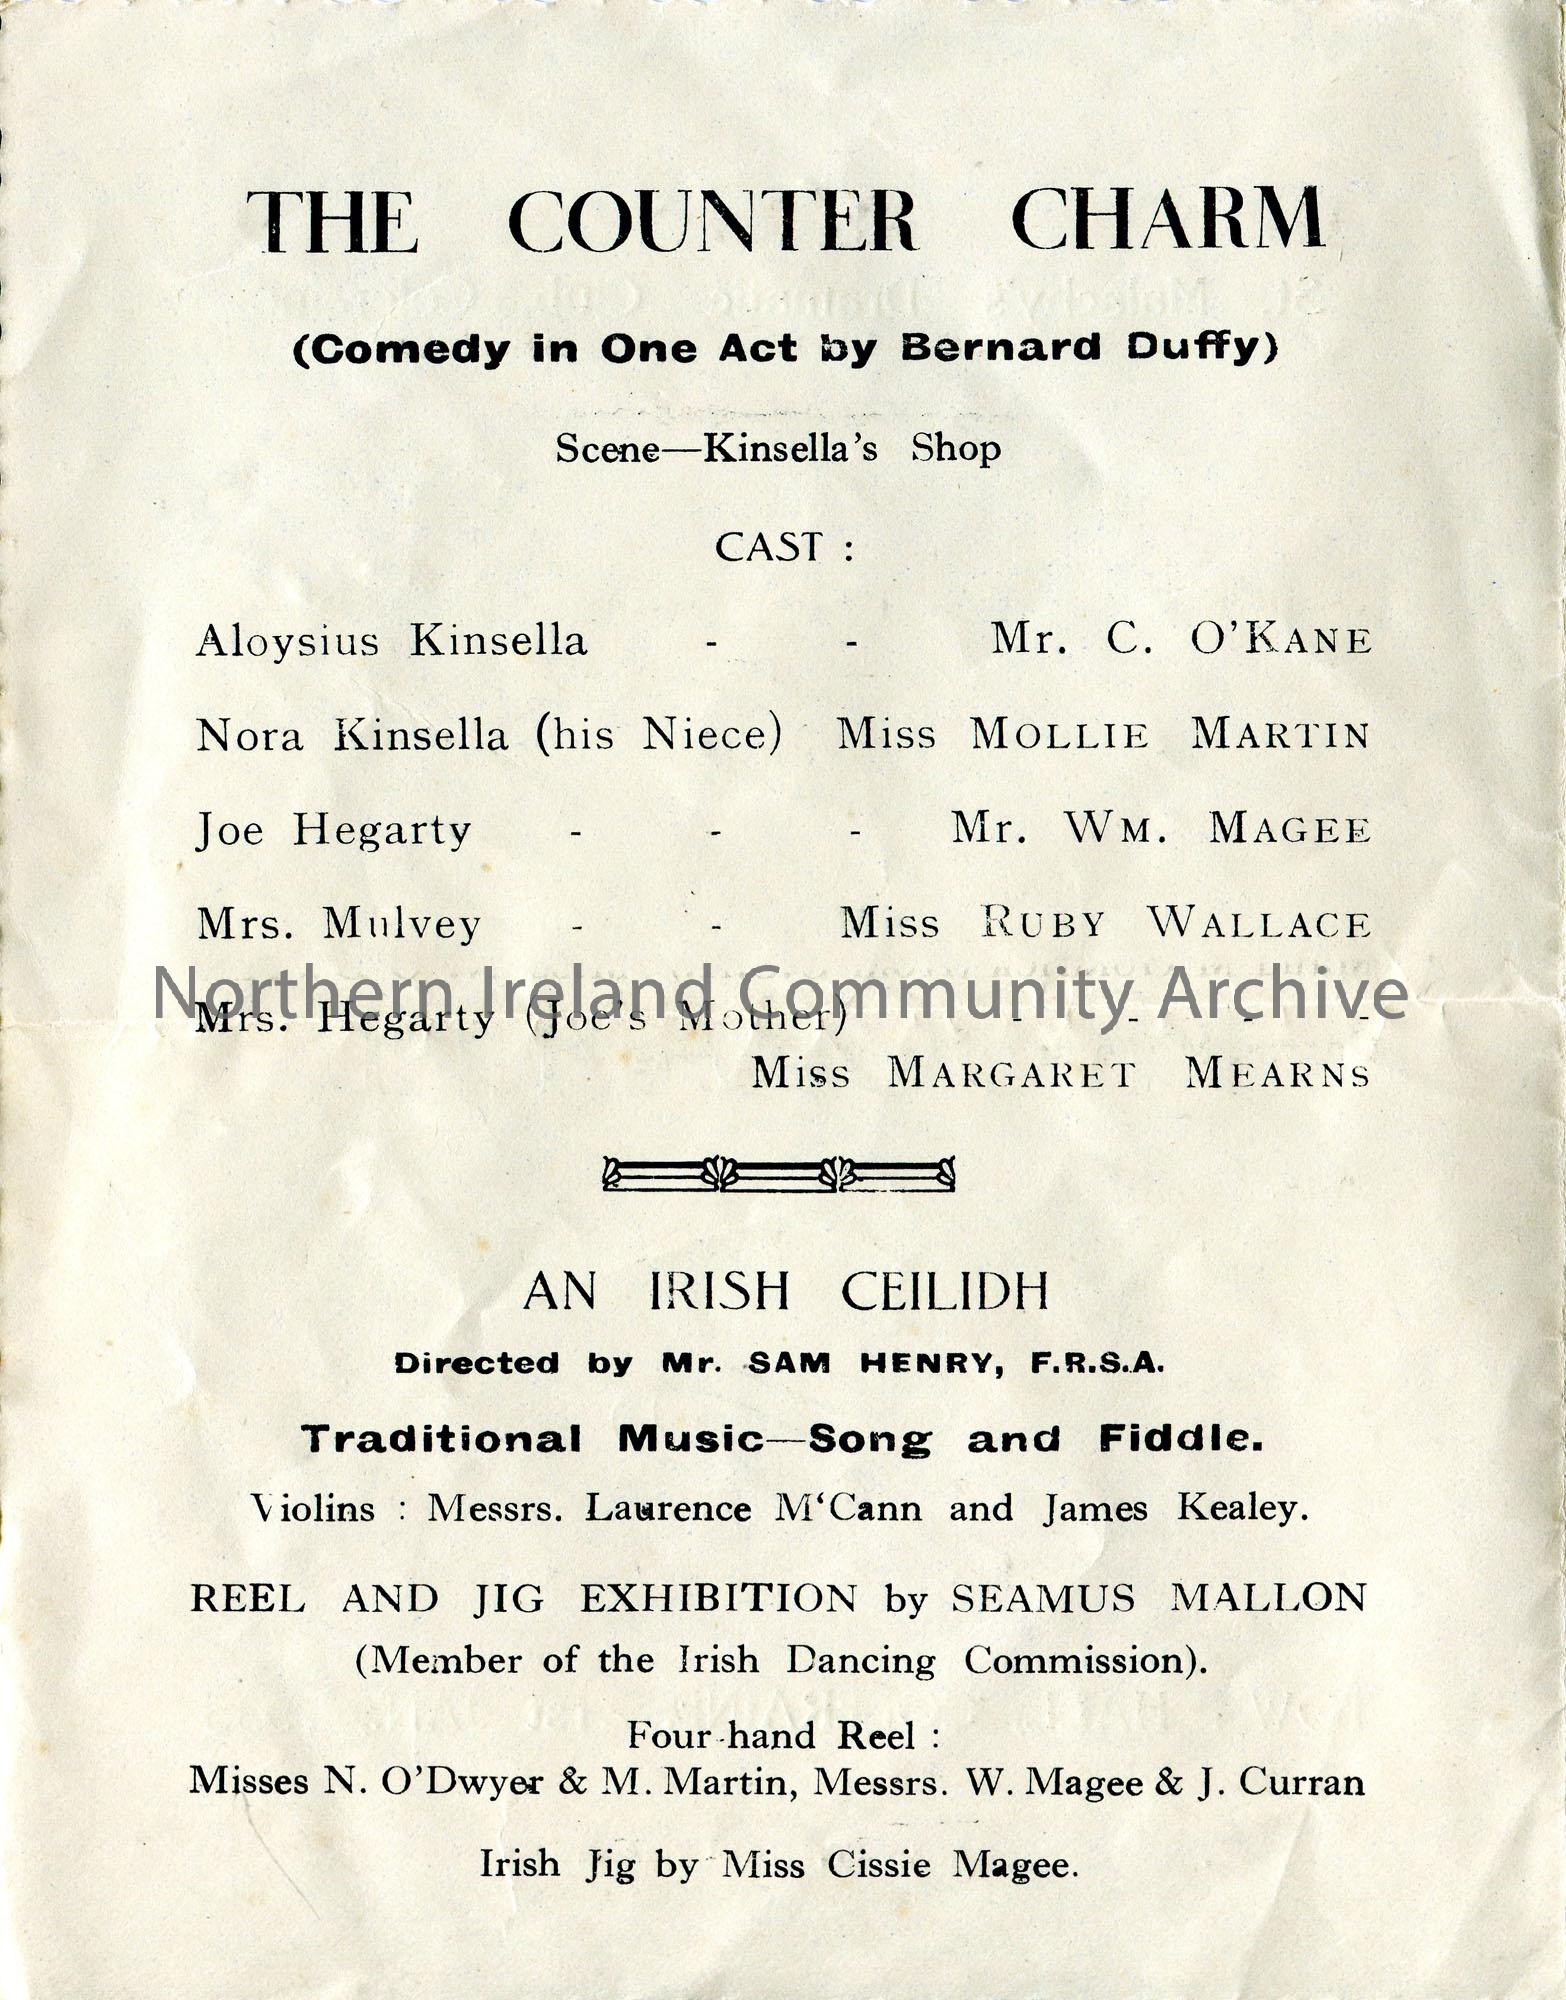 THE COUNTER CHARM
(Comedy in One Act by Bernard Duffy)
Scene—Kinsella's Shop
CAST :
Aloysius Kinsella - - Mr. C. O'KANE
Nora Kinsella (his Niece) Miss MOLLIE MARTIN
Joe Hegarty - - - Mr. WM. MAGEE
Mrs. Mulvey - - Miss RUBY WALLACE
Northern Ireland Community Archive
Mrs. Hegarty (Joe's Mother) - - - -
Miss MARGARET MEARNS
AN IRISH CEILIDH
Directed by Mr. SAM HENRY, F.R.S.A.
Traditional Music—Song and Fiddle.
Violins : Messrs. Laurence M‘Cann and James Kealey.
REEL AND JIG EXHIBITION by SEAMUS MALLON
(Member of the Irish Dancing Commission).
Four-hand Reel :
Misses N. O'Dwyer & M. Martin, Messrs. W. Magee & J. Curran
Irish Jig by Miss Cissie Magee.